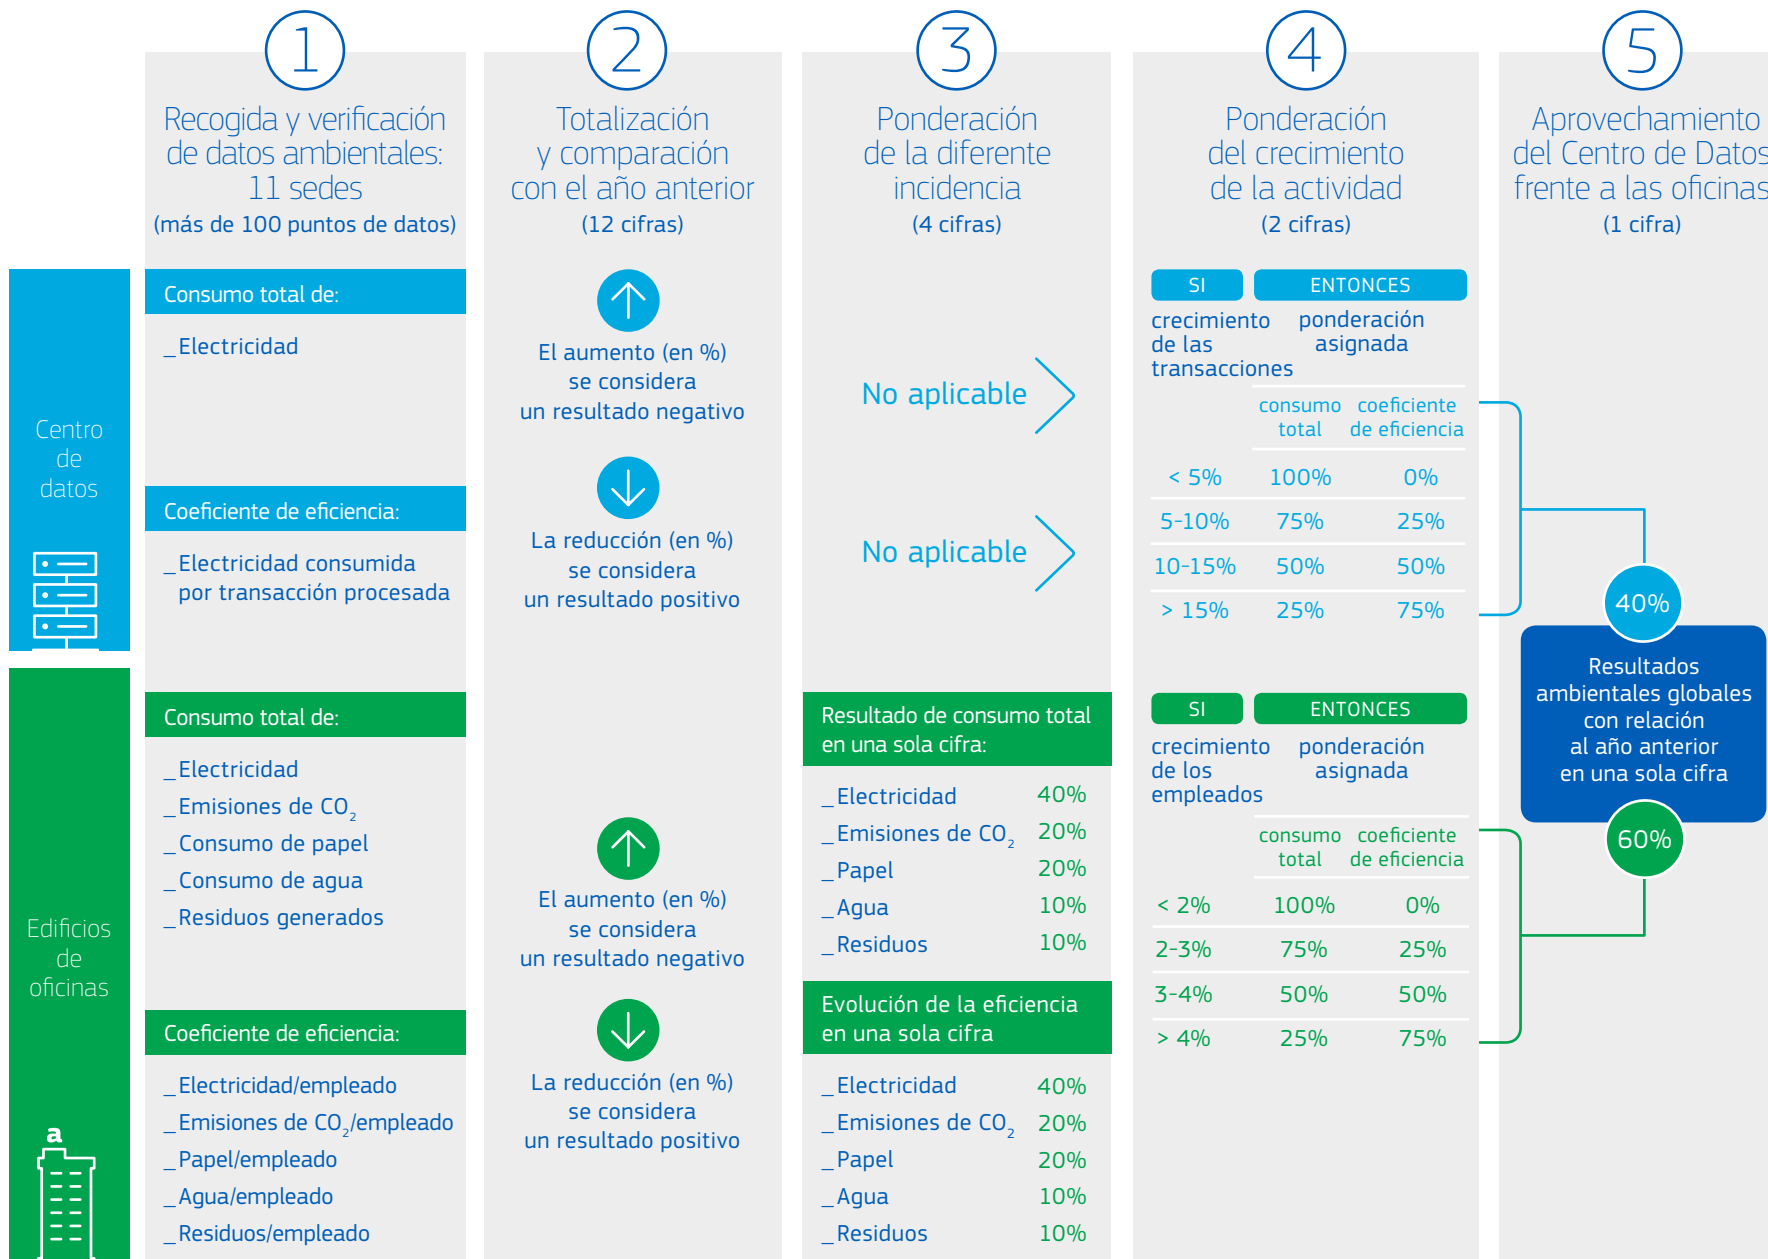 1
Recogida y verificación
de datos ambientales:
11 sedes
(más de 100 puntos de datos)
2
Totalización
y comparación
con el año anterior
(12 cifras)
3
Ponderación
de la diferente
incidencia
(4 cifras)
4
Ponderación
del crecimiento
de la actividad
(2 cifras)
5
Aprovechamiento
del Centro de Datos
frente a las oficinas
(1 cifra)
Centro
de
datos
Consumo total de:
_Electricidad
Coeficiente de eficiencia:
_Electricidad consumida
por transacción procesada
El aumento (en %)
se considera
un resultado negativo
La reducción (en %)
se considera
un resultado positivo
No aplicable
No aplicable
SI ENTONCES
crecimiento
de las
transacciones
ponderación
asignada
consumo
total
coeficiente
de eficiencia
< 5% 100% 0%
5-10% 75% 25%
10-15% 50% 50%
> 15% 25% 75%
40%
Resultados
ambientales globales
con relación
al año anterior
en una sola cifra
60%
Edificios
de
oficinas
a
Consumo total de:
_Electricidad
_Emisiones de CO₂
_Consumo de papel
_Consumo de agua
_Residuos generados
Coeficiente de eficiencia:
_Electricidad/empleado
_Emisiones de CO₂/empleado
_Papel/empleado
_Agua/empleado
_Residuos/empleado
El aumento (en %)
se considera
un resultado negativo
La reducción (en %)
se considera
un resultado positivo
Resultado de consumo total
en una sola cifra:
_Electricidad 40%
_Emisiones de CO₂ 20%
_Papel 20%
_Agua 10%
_Residuos 10%
Evolución de la eficiencia
en una sola cifra
_Electricidad 40%
_Emisiones de CO₂ 20%
_Papel 20%
_Agua 10%
_Residuos 10%
SI ENTONCES
crecimiento
de los
empleados
ponderación
asignada
consumo
total
coeficiente
de eficiencia
< 2% 100% 0%
2-3% 75% 25%
3-4% 50% 50%
> 4% 25% 75%